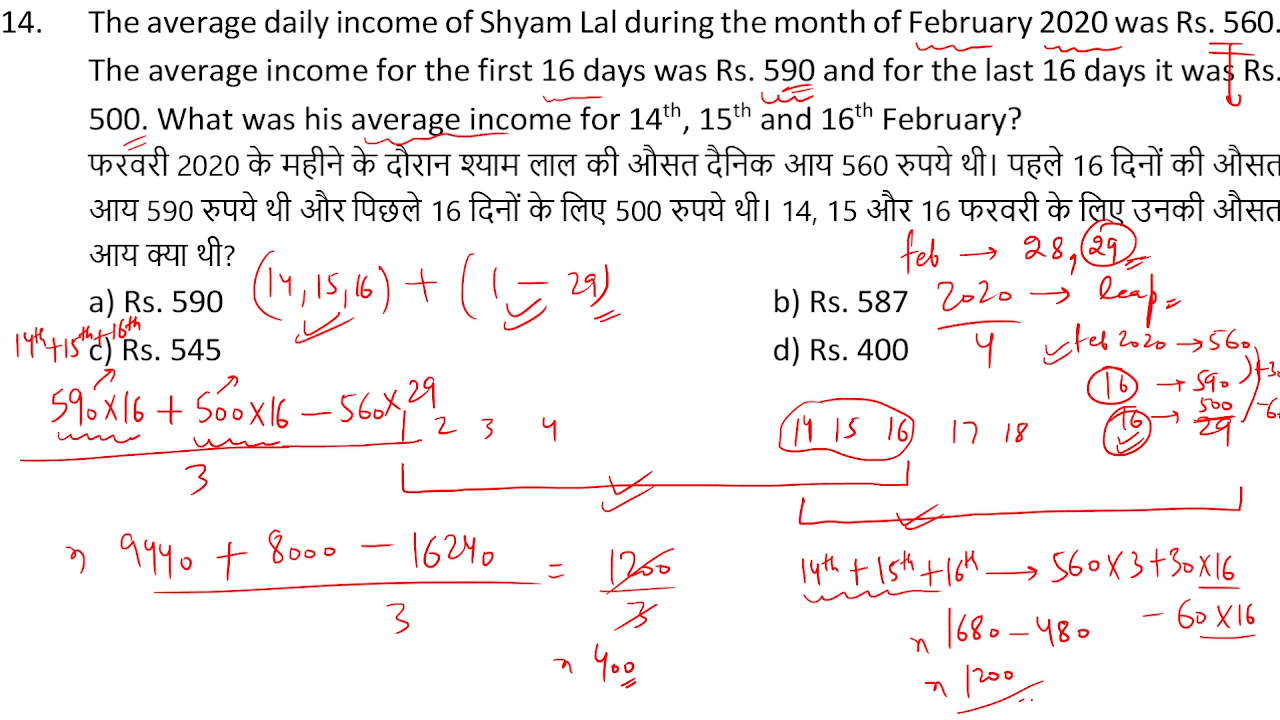 14. The average daily income of Shyam Lal during the month of February 2020 was Rs. 560.
The average income for the first 16 days was Rs. 590 and for the last 16 days it was Rs.
500. What was his average income for 14th, 15th and 16th February?
फरवरी 2020 के महीने के दौरान श्याम लाल की औसत दैनिक आय 560 रुपये थी। पहले 16 दिनों की औसत
आय 590 रुपये थी और पिछले 16 दिनों के लिए 500 रुपये थी। 14, 15 और 16 फरवरी के लिए उनकी औसत
आय क्या थी?
feb → 28, 29
(14, 15, 16) + (1 – 29)
a) Rs. 590
b) Rs. 587
2020 → leap
4
14th + 15th + 16th
c) Rs. 545
d) Rs. 400
feb 2020 → 560
16 → 590
+30
16 → 500
-6
29
590 × 16 + 500 × 16 – 560 × 29
3
1 2 3 4 14 15 16 17 18
9440 + 8000 – 16240 = 1200
3 3
400
14th + 15th + 16th → 560 × 3 + 30 × 16
– 60 × 16
1680 – 480
1200